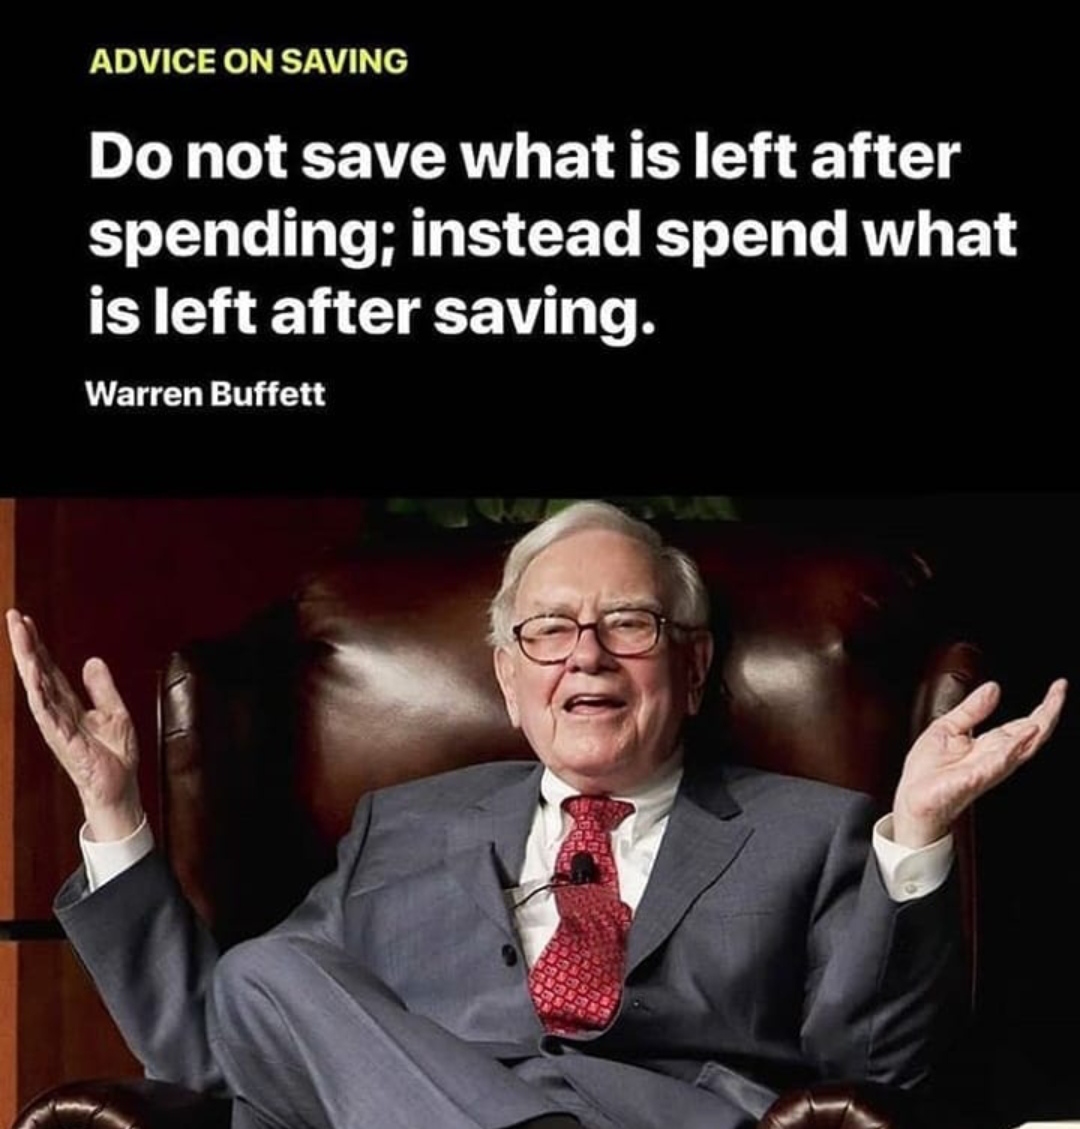 ADVICE ON SAVING
Do not save what is left after
spending; instead spend what
is left after saving.
Warren Buffett